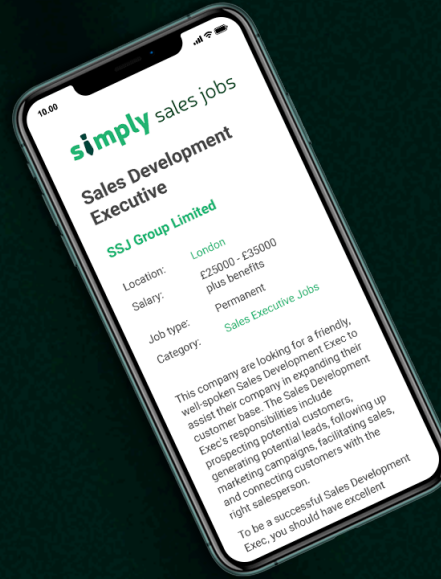 10.00
simply sales jobs
Sales Development
Executive
SSJ Group Limited
Location: London
Salary: £25000 - £35000
plus benefits
Job type: Permanent
Category: Sales Executive Jobs
This company are looking for a friendly,
well-spoken Sales Development Exec to
assist their company in expanding their
customer base. The Sales Development
Exec's responsibilities include
prospecting potential customers,
generating potential leads, following up
marketing campaigns, facilitating sales,
and connecting customers with the
right salesperson.
To be a successful Sales Development
Exec, you should have excellent